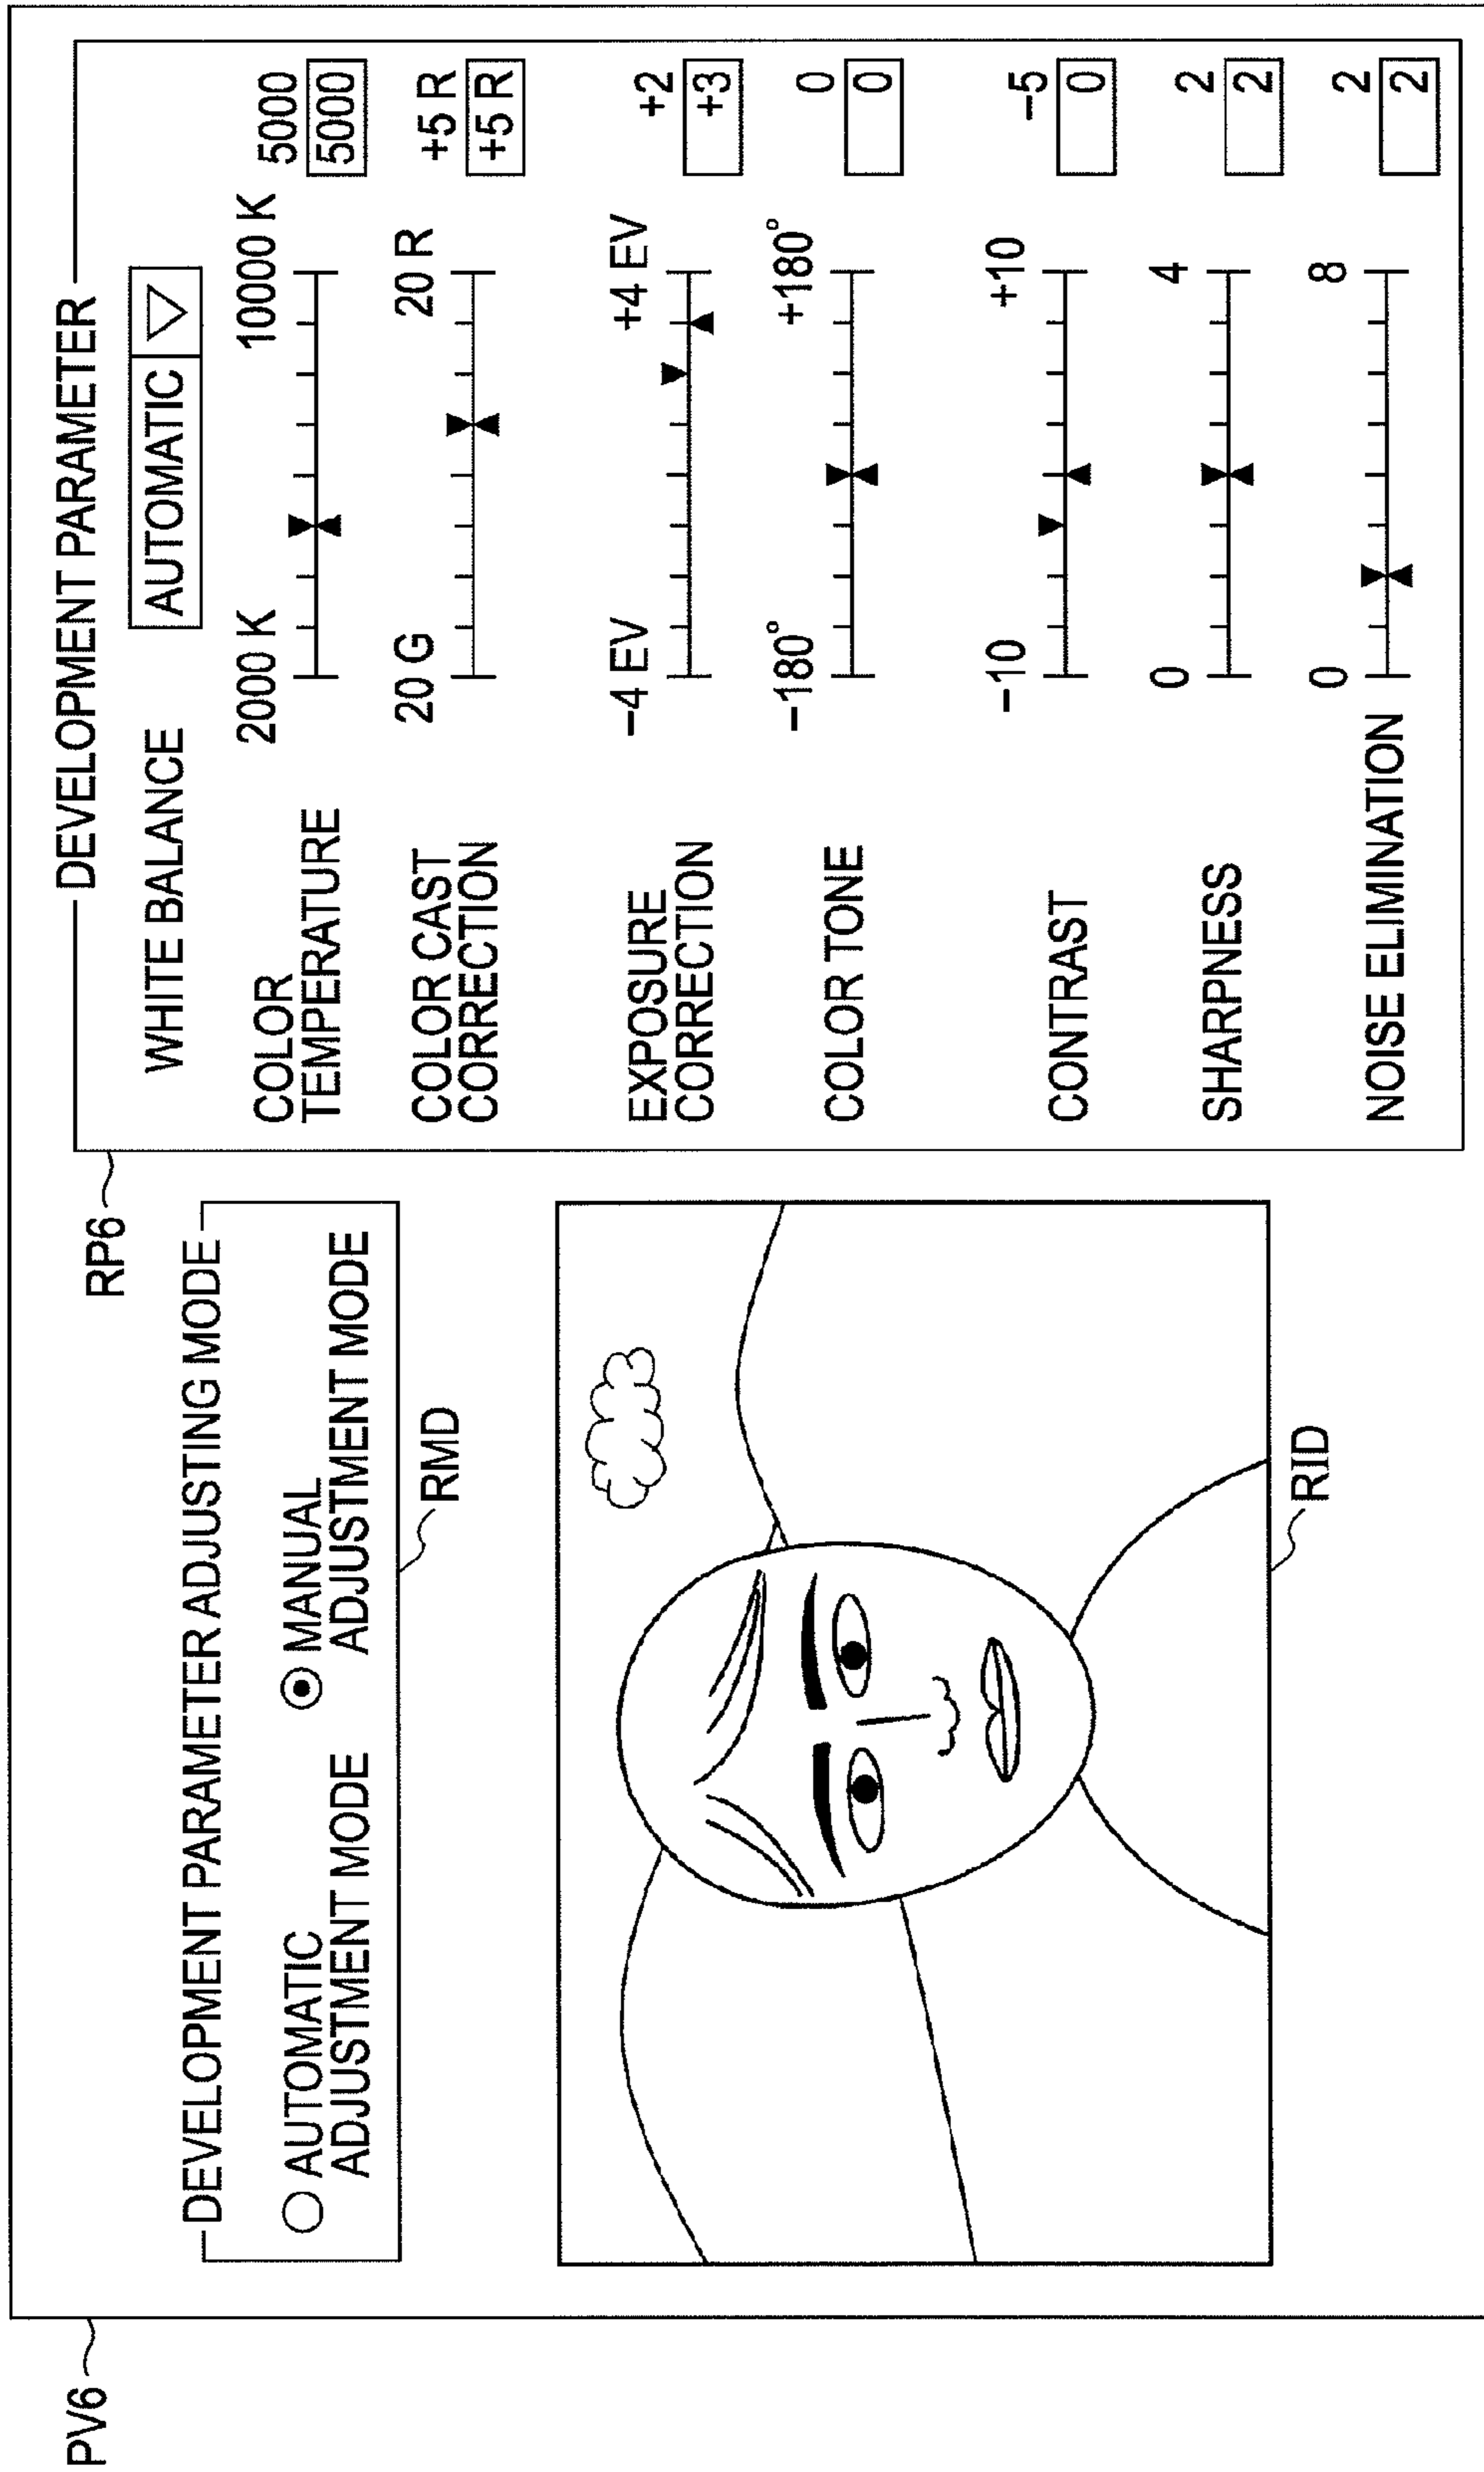 PV6
DEVELOPMENT PARAMETER ADJUSTING MODE
AUTOMATIC
ADJUSTMENT MODE
MANUAL
ADJUSTMENT MODE
RMD
RID
RP6
DEVELOPMENT PARAMETER
WHITE BALANCE
AUTOMATIC
COLOR
TEMPERATURE
2000 K
10000 K
5000
5000
COLOR CAST
CORRECTION
20 G
20 R
+5 R
+5 R
EXPOSURE
CORRECTION
−4 EV
+4 EV
+2
+3
COLOR TONE
−180°
+180°
0
0
CONTRAST
−10
+10
−5
0
SHARPNESS
0
4
2
2
NOISE ELIMINATION
0
8
2
2